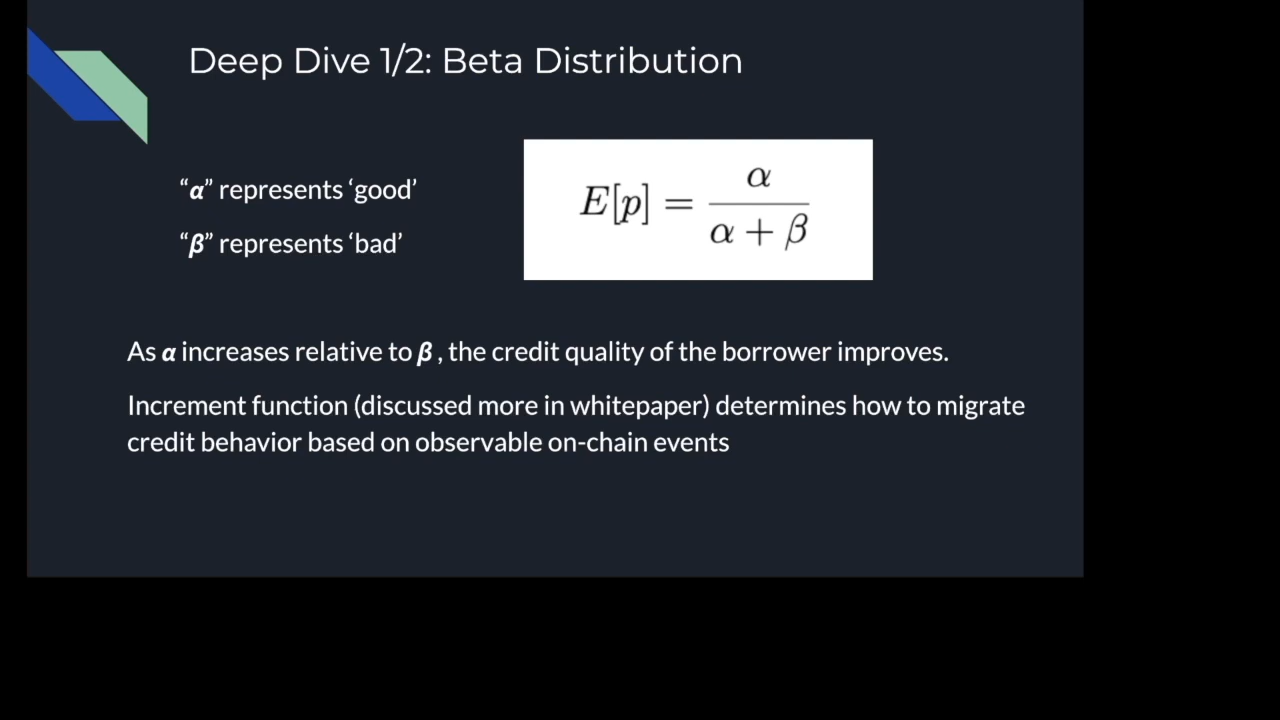 Deep Dive 1/2: Beta Distribution
“α” represents ‘good’
“β” represents ‘bad’
E[p] = α / (α + β)
As α increases relative to β , the credit quality of the borrower improves.
Increment function (discussed more in whitepaper) determines how to migrate
credit behavior based on observable on-chain events